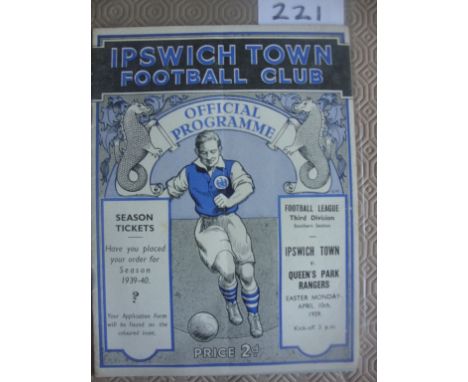 221
IPSWICH TOWN
FOOTBALL CLUB
OFFICIAL
PROGRAMME
SEASON
TICKETS
Have you placed
your order for
Season
1939-40.
?
Your Application Form
will be found on the
coloured inset.
FOOTBALL LEAGUE
Third Division
Southern Section
IPSWICH TOWN
v.
QUEEN'S PARK
RANGERS
EASTER MONDAY-
APRIL 10th,
1939.
Kick-off 3 p.m.
PRICE 2d